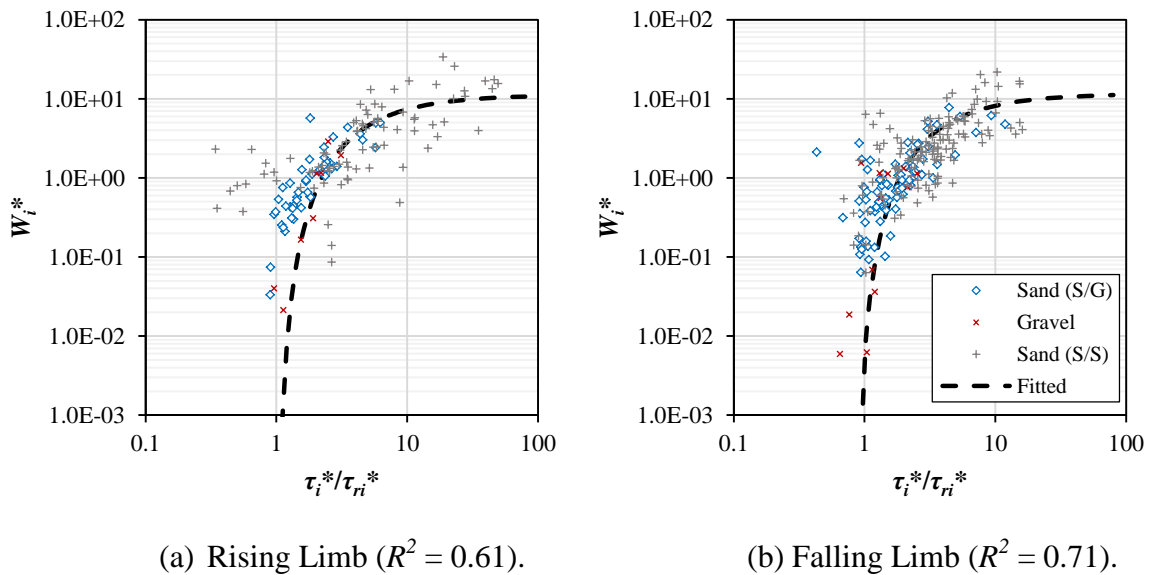 1.0E+02
1.0E+01
1.0E+00
1.0E-01
1.0E-02
1.0E-03
W_i*
0.1 1 10 100
τ_i*/τ_ri*
(a) Rising Limb (R² = 0.61).
1.0E+02
1.0E+01
1.0E+00
1.0E-01
1.0E-02
1.0E-03
W_i*
0.1 1 10 100
τ_i*/τ_ri*
Sand (S/G)
Gravel
Sand (S/S)
Fitted
(b) Falling Limb (R² = 0.71).